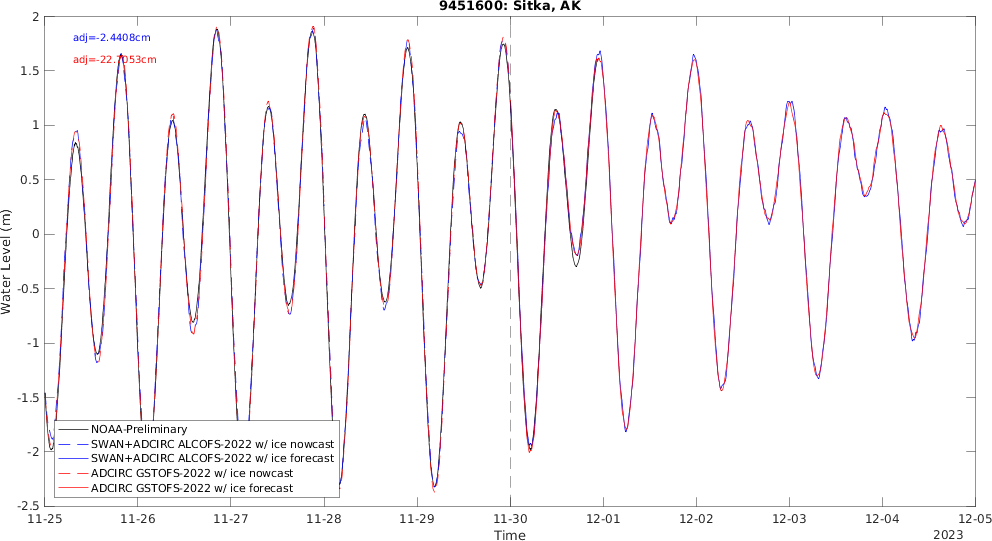 9451600: Sitka, AK
adj=-2.4408cm
adj=-22.7053cm
Water Level (m)
2
1.5
1
0.5
0
-0.5
-1
-1.5
-2
-2.5
NOAA-Preliminary
SWAN+ADCIRC ALCOFS-2022 w/ ice nowcast
SWAN+ADCIRC ALCOFS-2022 w/ ice forecast
ADCIRC GSTOFS-2022 w/ ice nowcast
ADCIRC GSTOFS-2022 w/ ice forecast
11-25 11-26 11-27 11-28 11-29 11-30 12-01 12-02 12-03 12-04 12-05
Time
2023